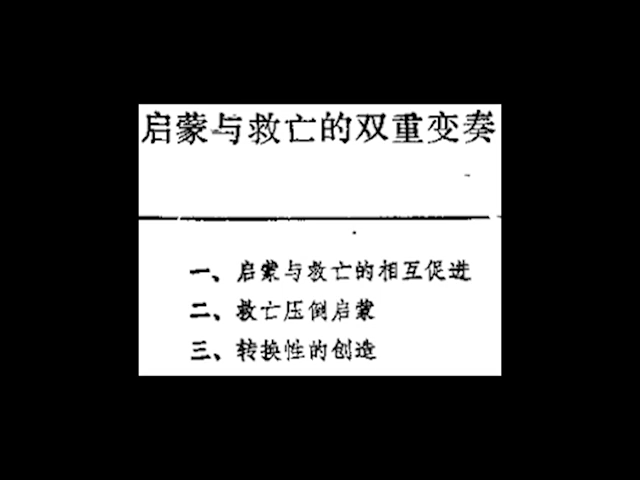 启蒙与救亡的双重变奏
一、启蒙与救亡的相互促进
二、救亡压倒启蒙
三、转换性的创造